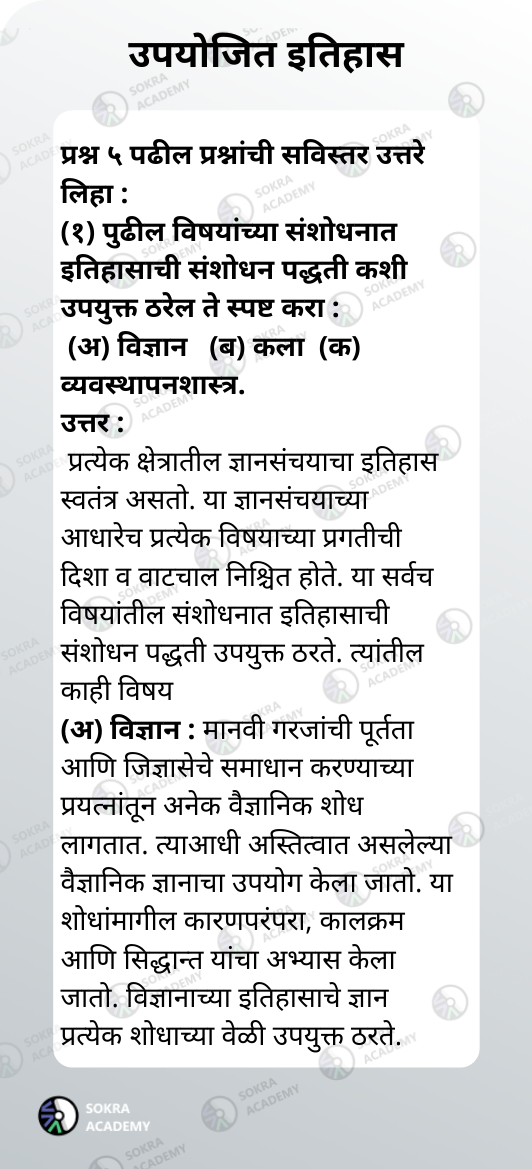 उपयोजित इतिहास
प्रश्न ५ पढील प्रश्नांची सविस्तर उत्तरे
लिहा :
(१) पुढील विषयांच्या संशोधनात
इतिहासाची संशोधन पद्धती कशी
उपयुक्त ठरेल ते स्पष्ट करा :
(अ) विज्ञान (ब) कला (क)
व्यवस्थापनशास्त्र.
उत्तर :
प्रत्येक क्षेत्रातील ज्ञानसंचयाचा इतिहास
स्वतंत्र असतो. या ज्ञानसंचयाच्या
आधारेच प्रत्येक विषयाच्या प्रगतीची
दिशा व वाटचाल निश्चित होते. या सर्वच
विषयांतील संशोधनात इतिहासाची
संशोधन पद्धती उपयुक्त ठरते. त्यांतील
काही विषय
(अ) विज्ञान : मानवी गरजांची पूर्तता
आणि जिज्ञासेचे समाधान करण्याच्या
प्रयत्नांतून अनेक वैज्ञानिक शोध
लागतात. त्याआधी अस्तित्वात असलेल्या
वैज्ञानिक ज्ञानाचा उपयोग केला जातो. या
शोधांमागील कारणपरंपरा, कालक्रम
आणि सिद्धान्त यांचा अभ्यास केला
जातो. विज्ञानाच्या इतिहासाचे ज्ञान
प्रत्येक शोधाच्या वेळी उपयुक्त ठरते.
SOKRA
ACADEMY